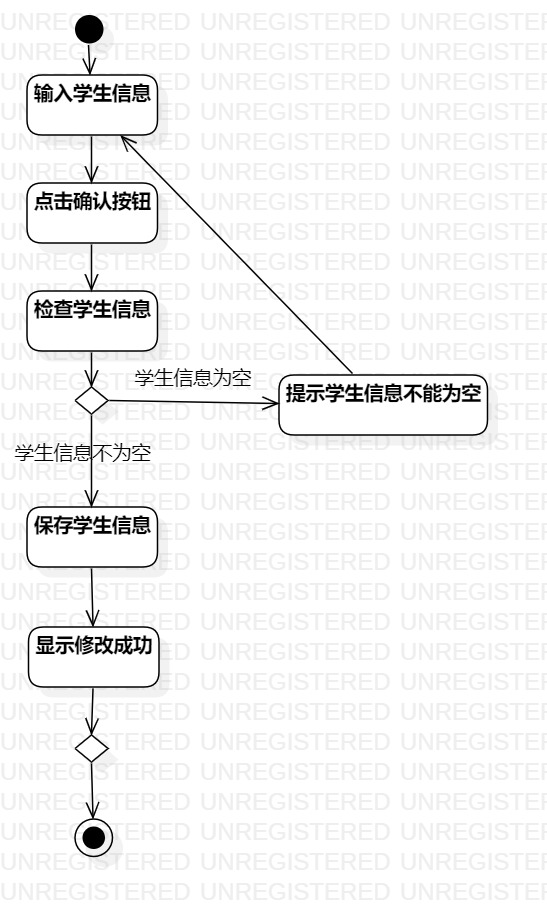 输入学生信息
点击确认按钮
检查学生信息
学生信息为空
提示学生信息不能为空
学生信息不为空
保存学生信息
显示修改成功
UNREGISTERED